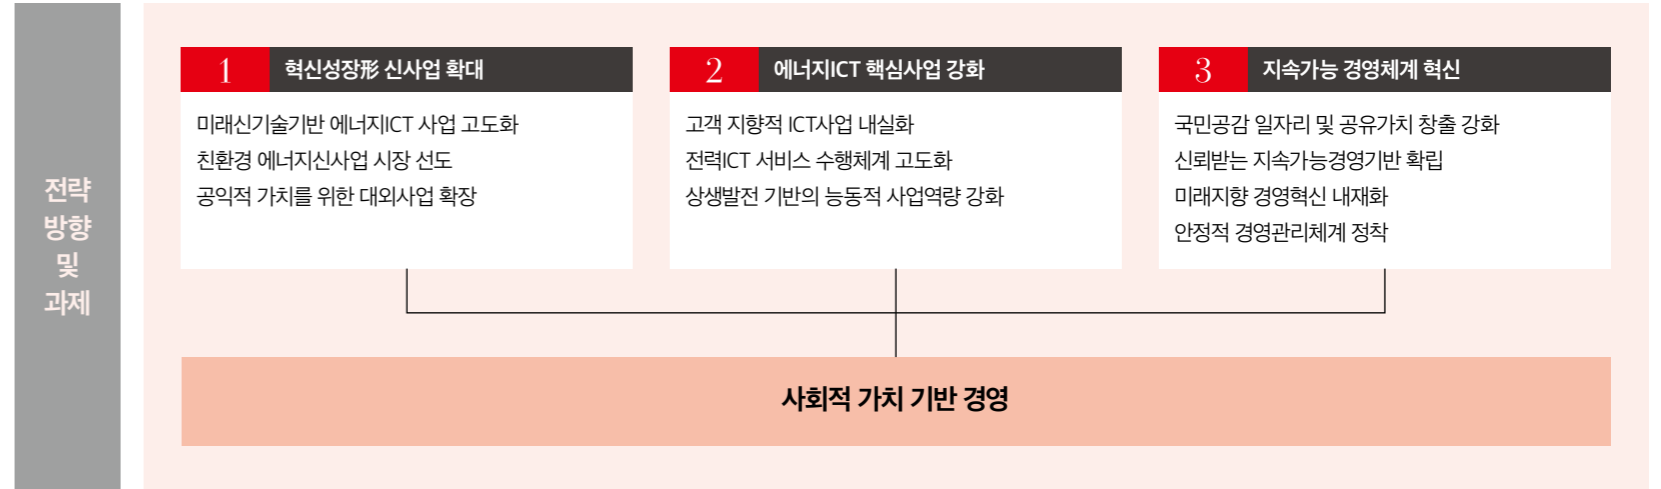 전략
방향
및
과제
1 혁신성장形 신사업 확대
미래신기술기반 에너지ICT 사업 고도화
친환경 에너지신사업 시장 선도
공익적 가치를 위한 대외사업 확장
2 에너지ICT 핵심사업 강화
고객 지향적 ICT사업 내실화
전력ICT 서비스 수행체계 고도화
상생발전 기반의 능동적 사업역량 강화
3 지속가능 경영체계 혁신
국민공감 일자리 및 공유가치 창출 강화
신뢰받는 지속가능경영기반 확립
미래지향 경영혁신 내재화
안정적 경영관리체계 정착
사회적 가치 기반 경영